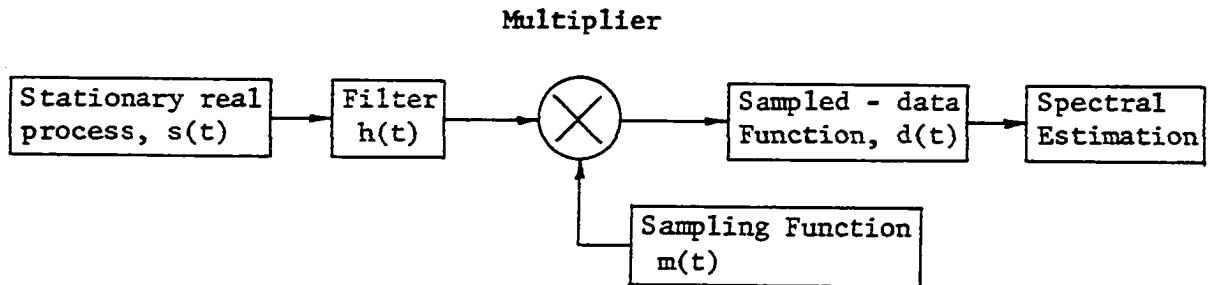 Multiplier
Stationary real
process, s(t)
Filter
h(t)
Sampled - data
Function, d(t)
Spectral
Estimation
Sampling Function
m(t)